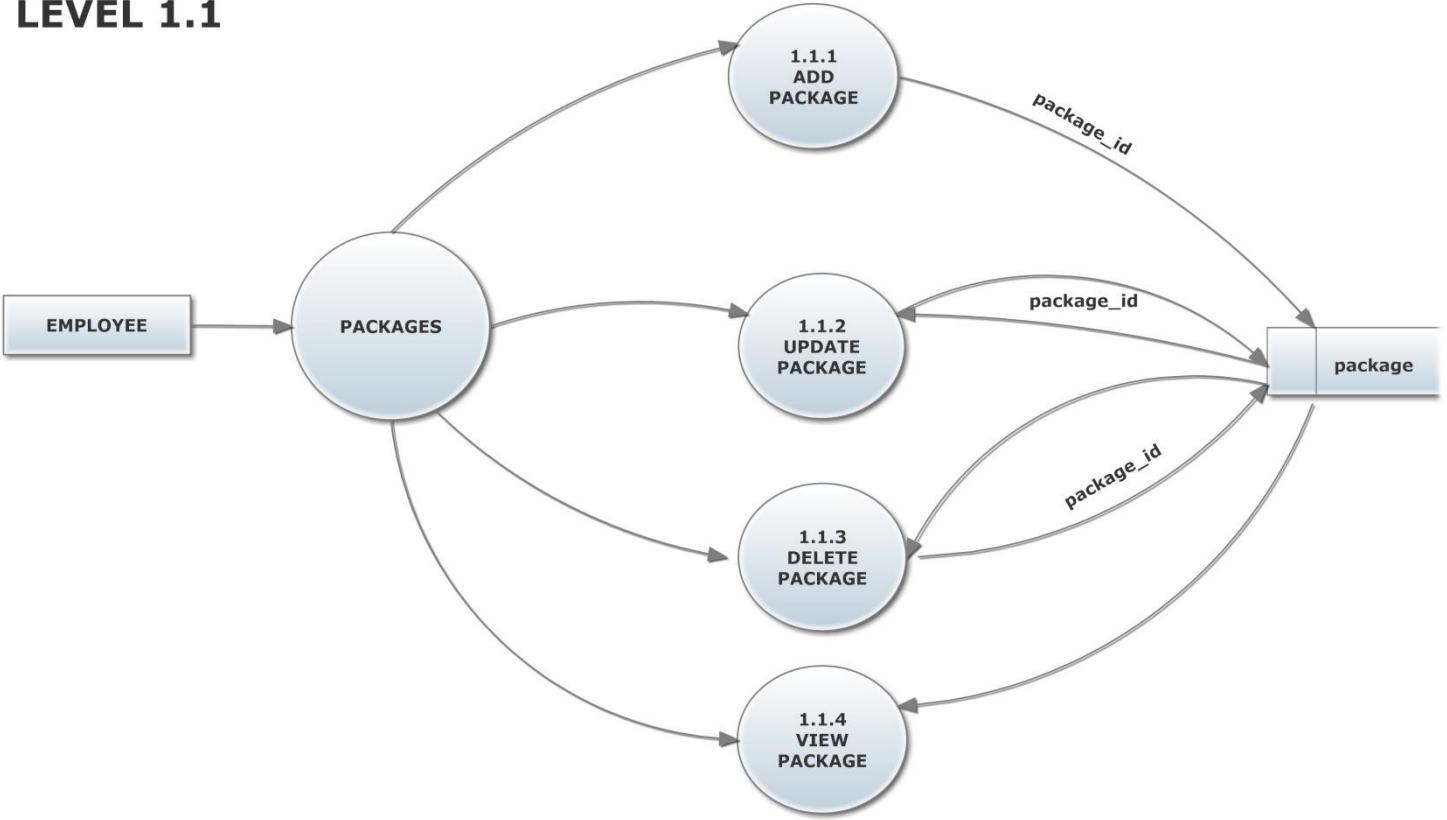 LEVEL 1.1
1.1.1
ADD
PACKAGE
package_id
EMPLOYEE
PACKAGES
1.1.2
UPDATE
PACKAGE
package_id
package
1.1.3
DELETE
PACKAGE
package_id
1.1.4
VIEW
PACKAGE